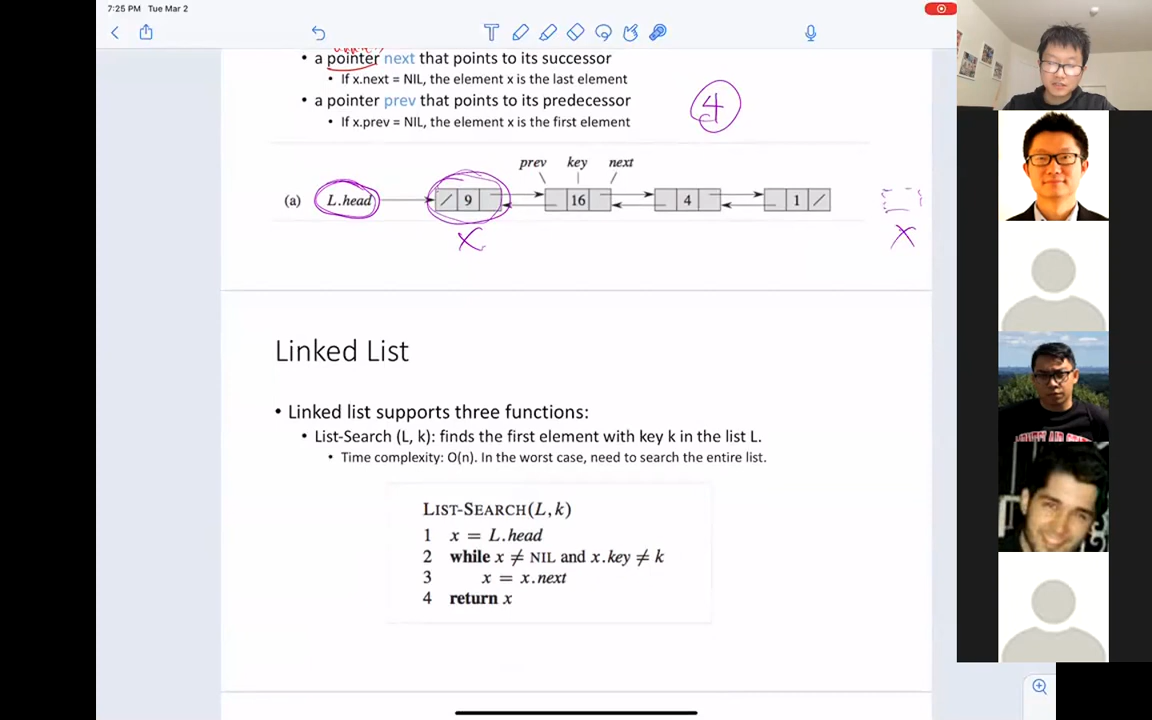 7:25 PM Tue Mar 2
• a pointer next that points to its successor
• If x.next = NIL, the element x is the last element
• a pointer prev that points to its predecessor
• If x.prev = NIL, the element x is the first element
4
prev key next
(a) L.head 9 16 4 1
x x
Linked List
• Linked list supports three functions:
• List-Search (L, k): finds the first element with key k in the list L.
• Time complexity: O(n). In the worst case, need to search the entire list.
LIST-SEARCH(L, k)
1 x = L.head
2 while x ≠ NIL and x.key ≠ k
3 x = x.next
4 return x